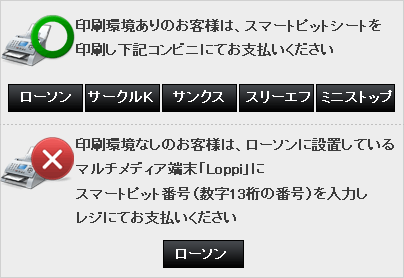 印刷環境ありのお客様は、スマートピットシートを
印刷し下記コンビニにてお支払いください
ローソン サークルK サンクス スリーエフ ミニストップ
印刷環境なしのお客様は、ローソンに設置している
マルチメディア端末「Loppi」に
スマートピット番号(数字13桁の番号)を入力し
レジにてお支払いください
ローソン